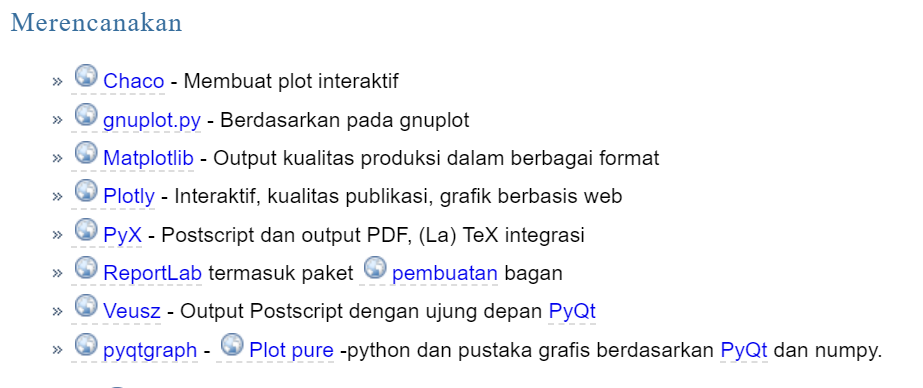 Merencanakan
» Chaco - Membuat plot interaktif
» gnuplot.py - Berdasarkan pada gnuplot
» Matplotlib - Output kualitas produksi dalam berbagai format
» Plotly - Interaktif, kualitas publikasi, grafik berbasis web
» PyX - Postscript dan output PDF, (La) TeX integrasi
» ReportLab termasuk paket pembuatan bagan
» Veusz - Output Postscript dengan ujung depan PyQt
» pyqtgraph - Plot pure -python dan pustaka grafis berdasarkan PyQt dan numpy.